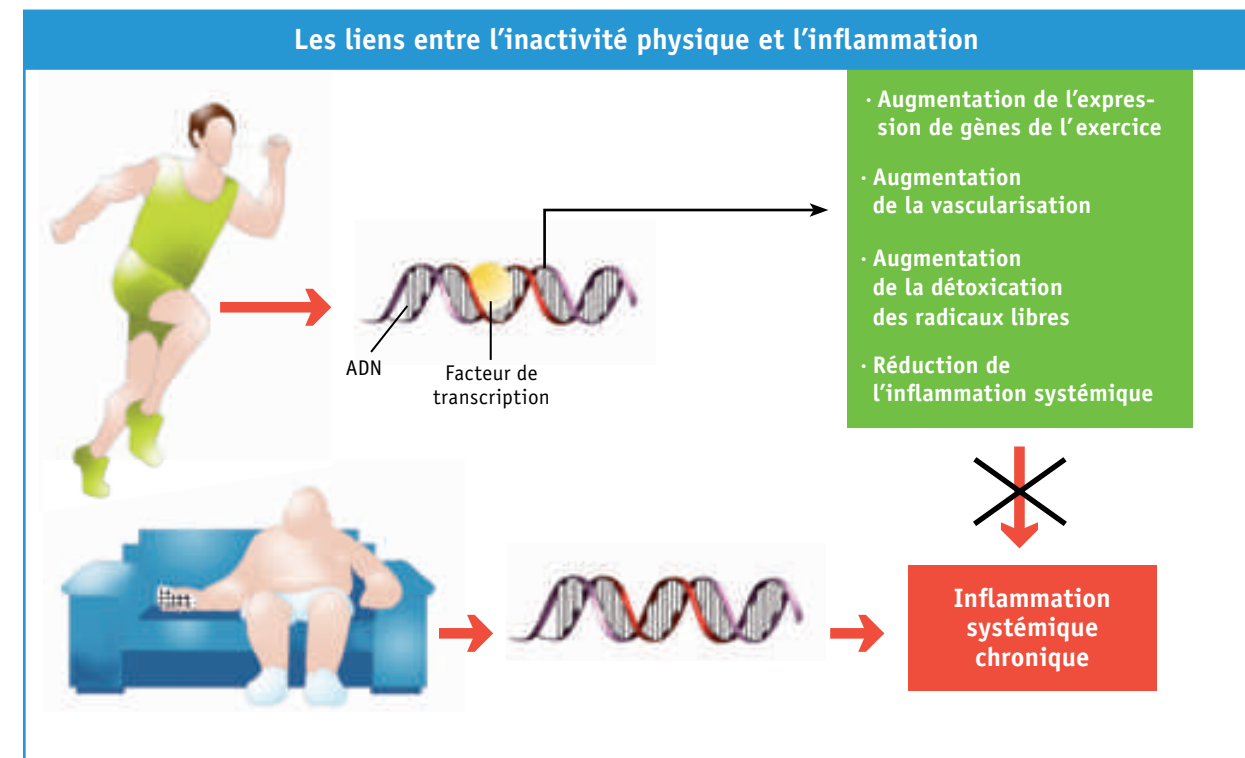 Les liens entre l’inactivité physique et l’inflammation
· Augmentation de l’expres-
sion de gènes de l’exercice
· Augmentation
de la vascularisation
· Augmentation
de la détoxication
des radicaux libres
· Réduction de
l’inflammation systémique
ADN
Facteur de
transcription
Inflammation
systémique
chronique